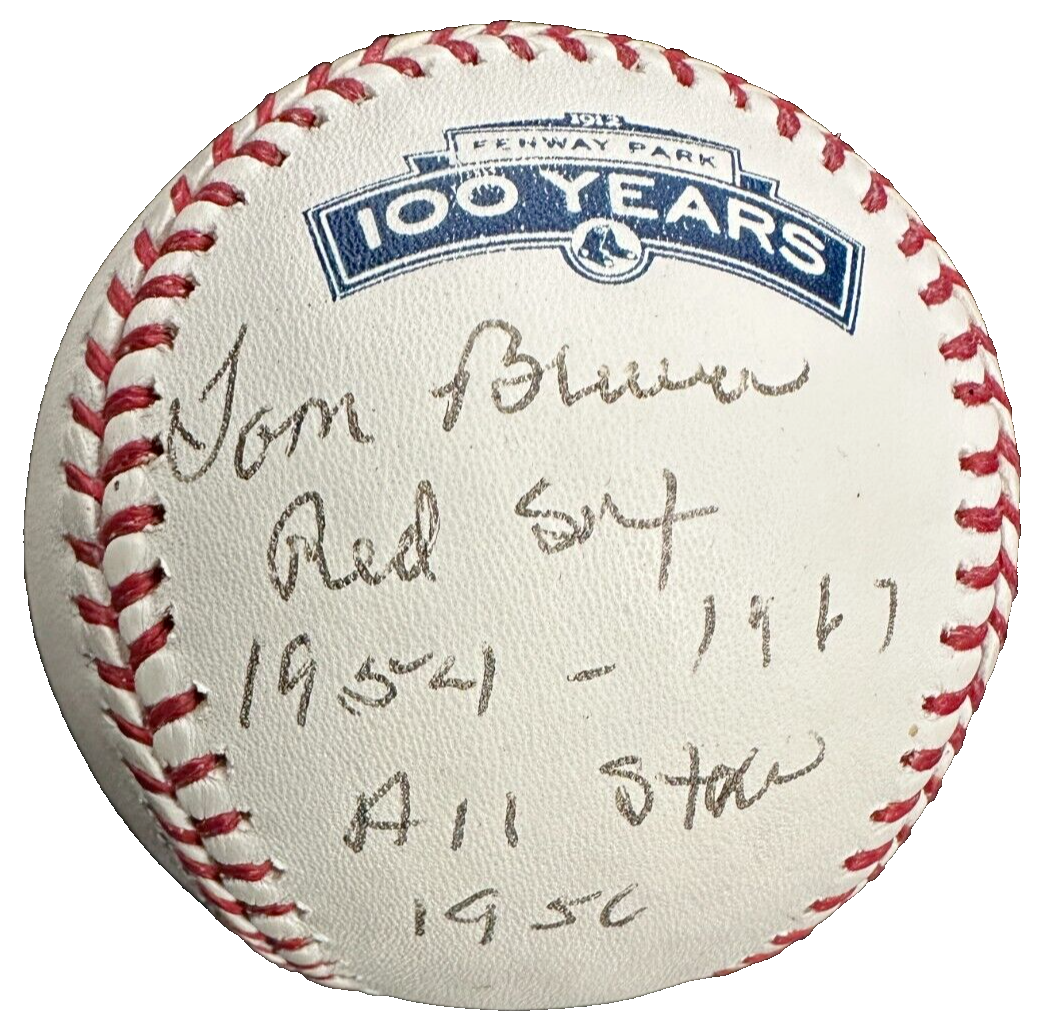 1912
FENWAY PARK
100 YEARS
Tom Brewer
Red Sox
1954 - 1961
All Star
1956